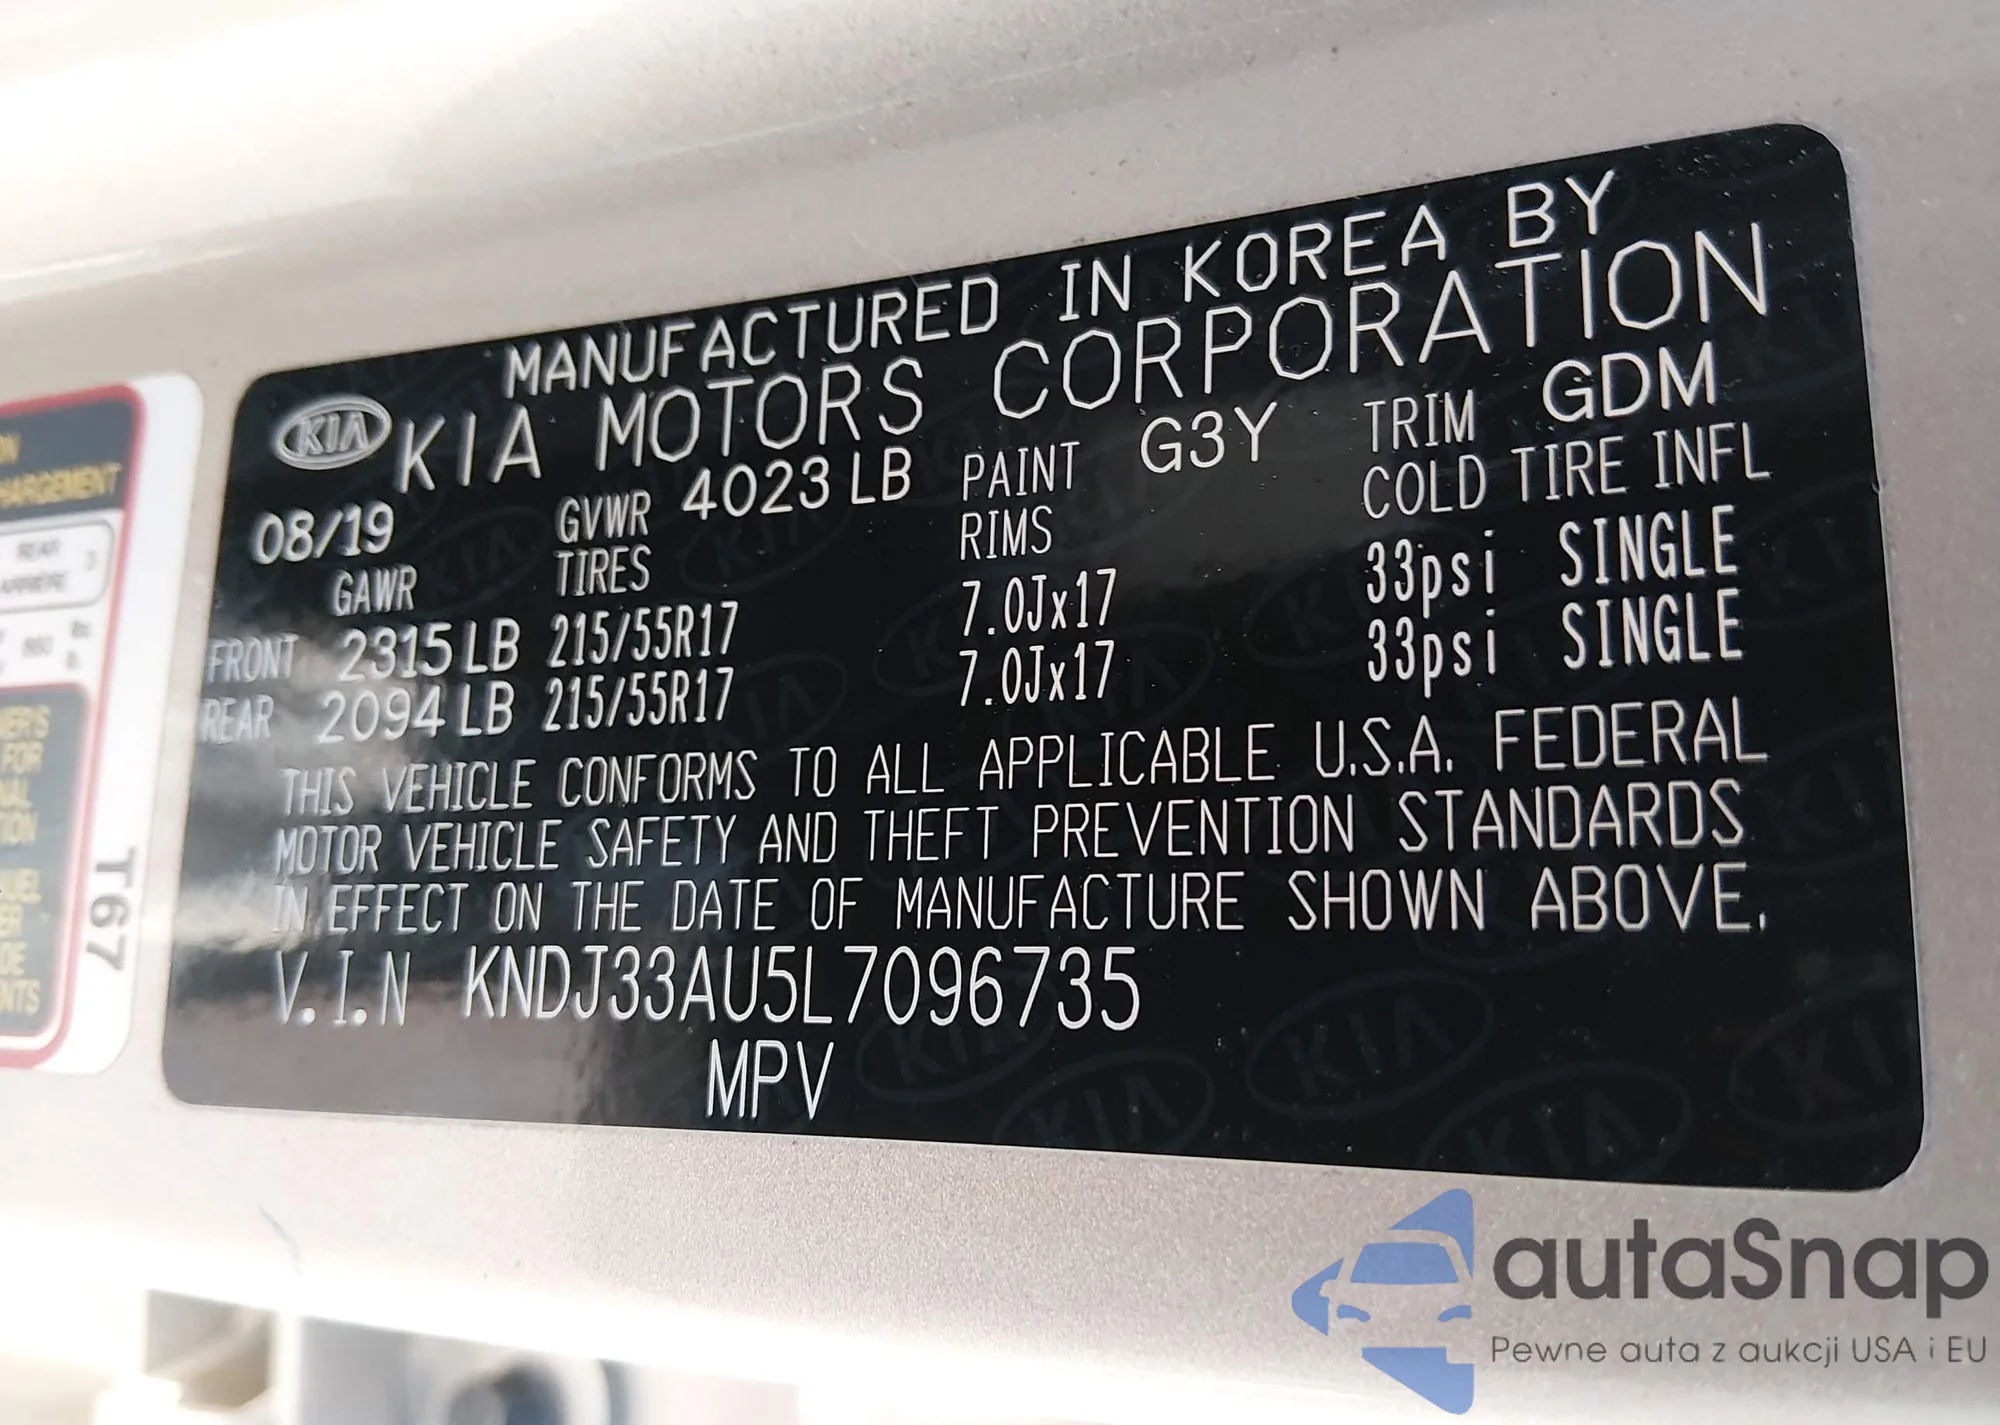 MANUFACTURED IN KOREA BY
KIA KIA MOTORS CORPORATION
08/19 GVWR 4023 LB PAINT G3Y TRIM GDM
GAWR TIRES RIMS COLD TIRE INFL
FRONT 2315 LB 215/55R17 7.0Jx17 33psi SINGLE
REAR 2094 LB 215/55R17 7.0Jx17 33psi SINGLE
THIS VEHICLE CONFORMS TO ALL APPLICABLE U.S.A. FEDERAL
MOTOR VEHICLE SAFETY AND THEFT PREVENTION STANDARDS
IN EFFECT ON THE DATE OF MANUFACTURE SHOWN ABOVE.
V.I.N KNDJ33AU5L7096735
MPV
REAR 3
T67
autaSnap
Pewne auta z aukcji USA i EU